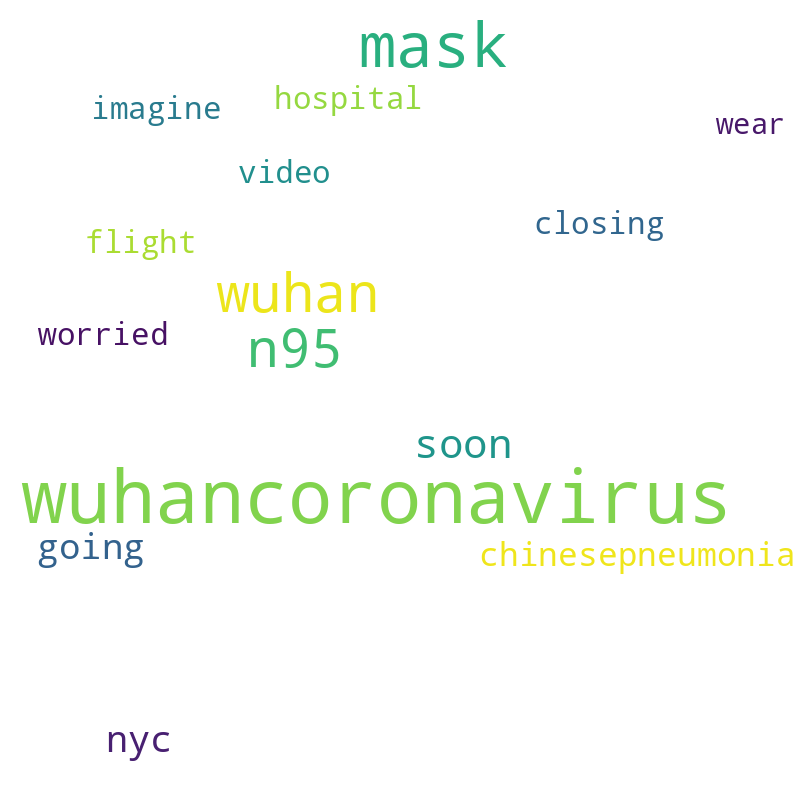 mask
hospital
imagine
wear
video
closing
flight
wuhan
worried
n95
soon
wuhancoronavirus
going
chinesepneumonia
nyc